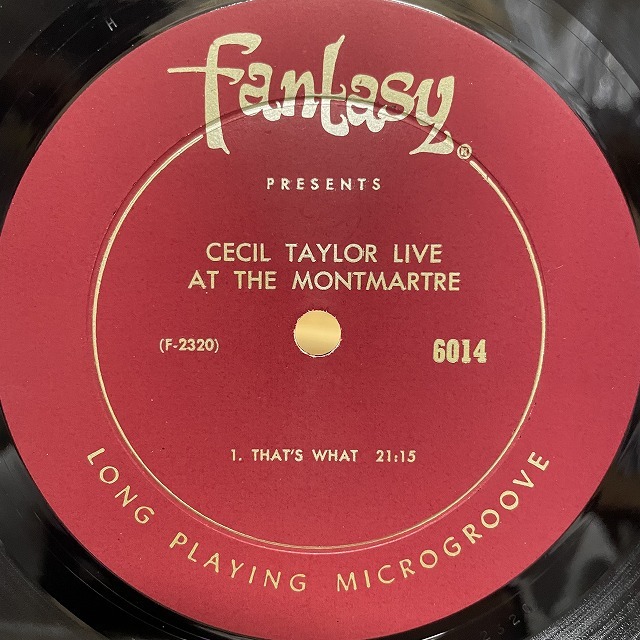 fantasy®
PRESENTS
CECIL TAYLOR LIVE
AT THE MONTMARTRE
(F-2320) 6014
1. THAT'S WHAT 21:15
LONG PLAYING MICROGROOVE